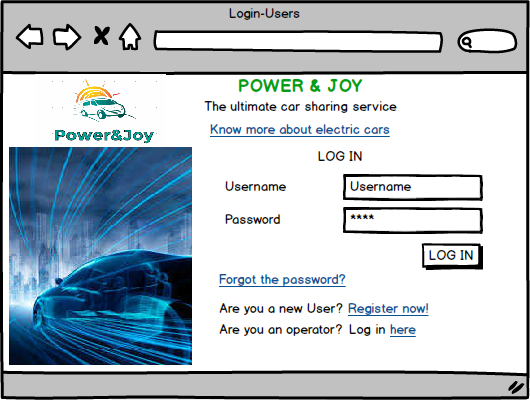 Login-Users
Power&Joy
POWER & JOY
The ultimate car sharing service
Know more about electric cars
LOG IN
Username Username
Password ****
LOG IN
Forgot the password?
Are you a new User? Register now!
Are you an operator? Log in here